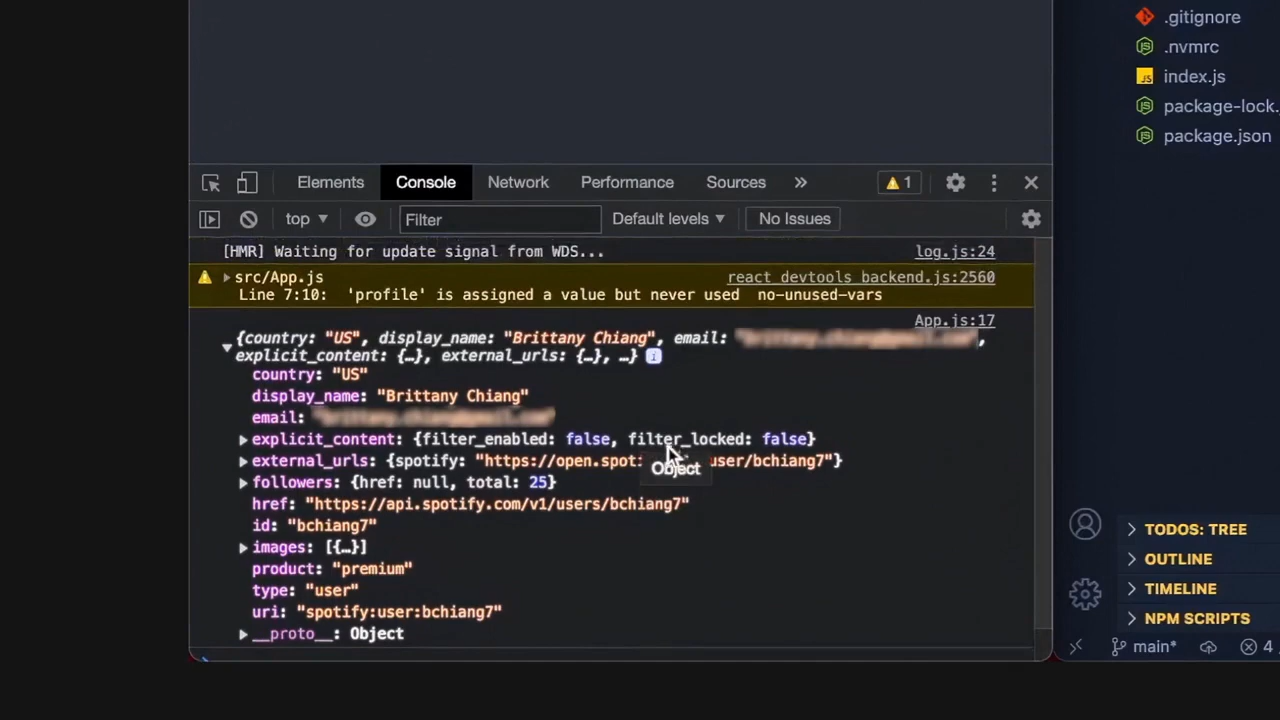 .gitignore
.nvmrc
index.js
package-lock.
package.json
Elements Console Network Performance Sources » 1
top ▼ Filter Default levels ▼ No Issues
[HMR] Waiting for update signal from WDS... log.js:24
▶ src/App.js react_devtools_backend.js:2560
Line 7:10: 'profile' is assigned a value but never used no-unused-vars
App.js:17
{country: "US", display_name: "Brittany Chiang", email: ,
▼ explicit_content: {…}, external_urls: {…}, …} i
country: "US"
display_name: "Brittany Chiang"
email:
▶ explicit_content: {filter_enabled: false, filter_locked: false}
▶ external_urls: {spotify: "https://open.spot user/bchiang7"}
Object
▶ followers: {href: null, total: 25}
href: "https://api.spotify.com/v1/users/bchiang7"
id: "bchiang7"
▶ images: [{…}]
product: "premium"
type: "user"
uri: "spotify:user:bchiang7"
▶ __proto__: Object
TODOS: TREE
OUTLINE
TIMELINE
NPM SCRIPTS
main* 4